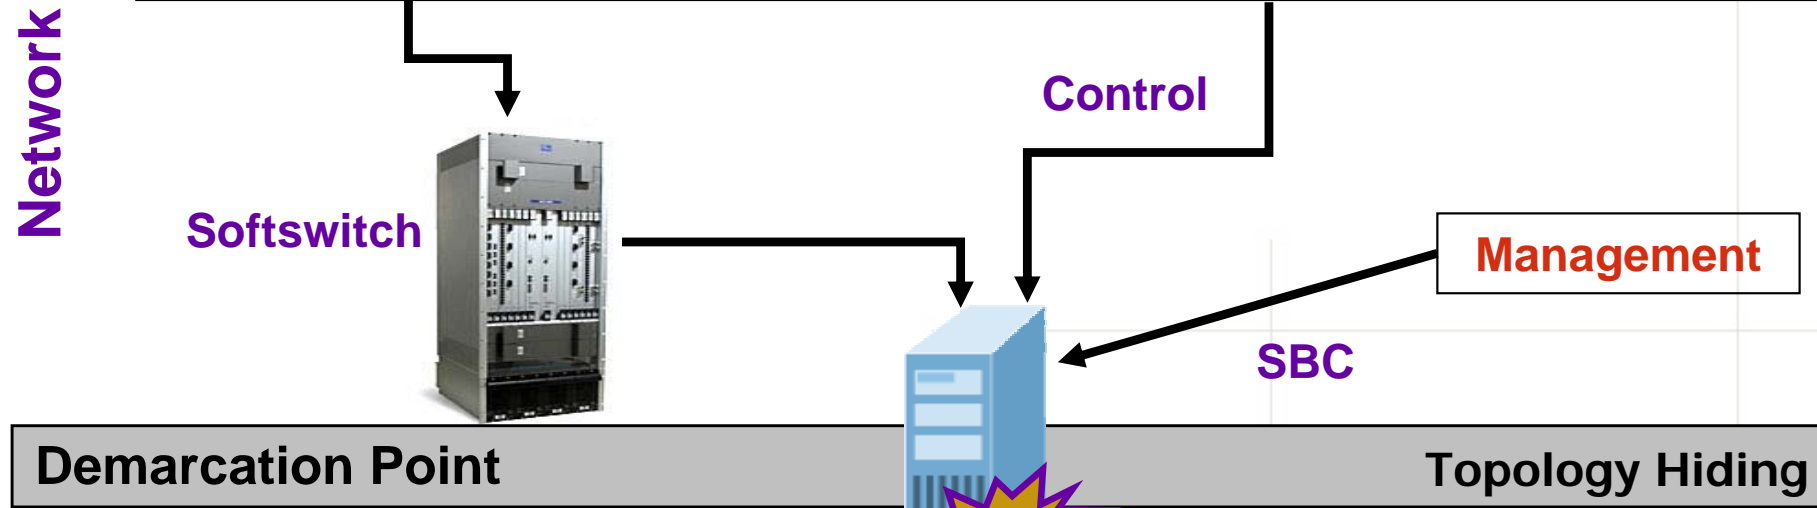 Network
Control
Softswitch
Management
SBC
Demarcation Point
Topology Hiding